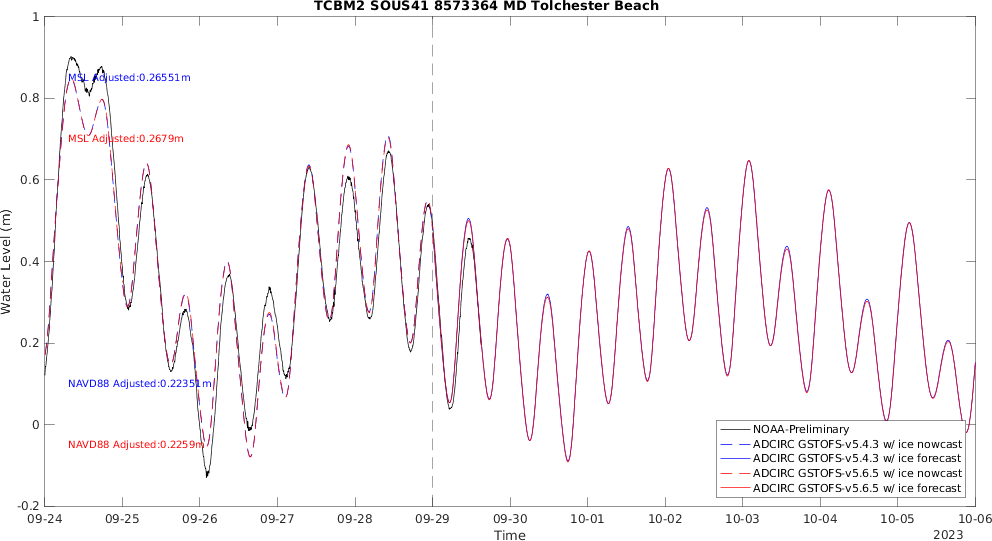 TCBM2 SOUS41 8573364 MD Tolchester Beach
Water Level (m)
1
0.8
0.6
0.4
0.2
0
-0.2
MSL Adjusted:0.26551m
MSL Adjusted:0.2679m
NAVD88 Adjusted:0.22351m
NAVD88 Adjusted:0.2259m
NOAA-Preliminary
ADCIRC GSTOFS-v5.4.3 w/ ice nowcast
ADCIRC GSTOFS-v5.4.3 w/ ice forecast
ADCIRC GSTOFS-v5.6.5 w/ ice nowcast
ADCIRC GSTOFS-v5.6.5 w/ ice forecast
09-24 09-25 09-26 09-27 09-28 09-29 09-30 10-01 10-02 10-03 10-04 10-05 10-06
Time
2023